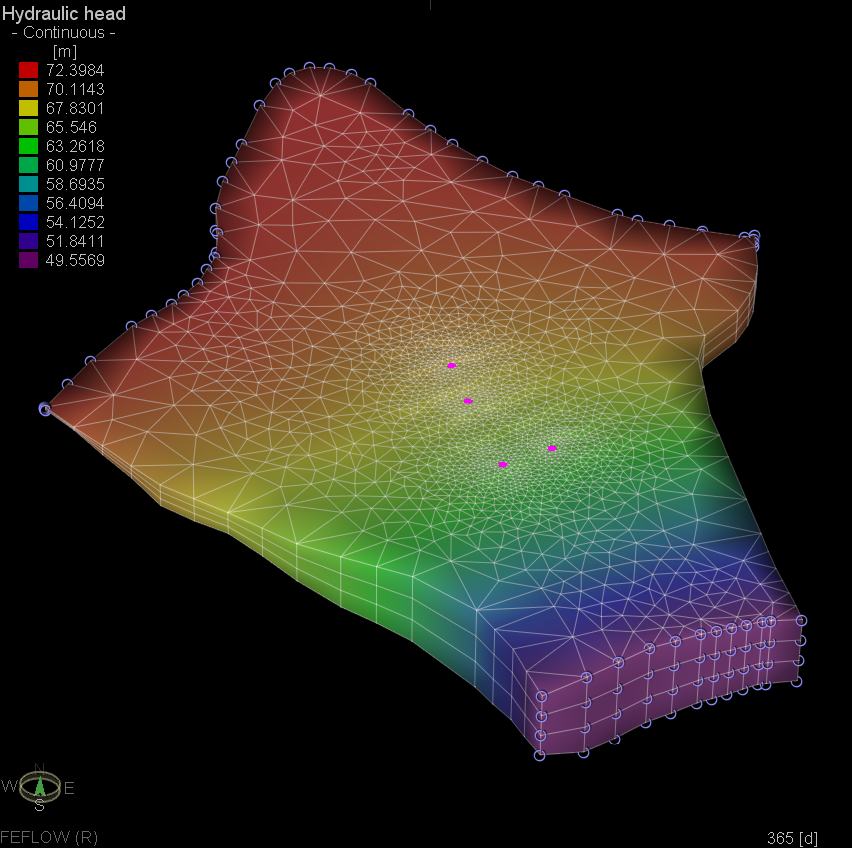 Hydraulic head
- Continuous -
[m]
72.3984
70.1143
67.8301
65.546
63.2618
60.9777
58.6935
56.4094
54.1252
51.8411
49.5569
N
W E
S
FEFLOW (R)
365 [d]